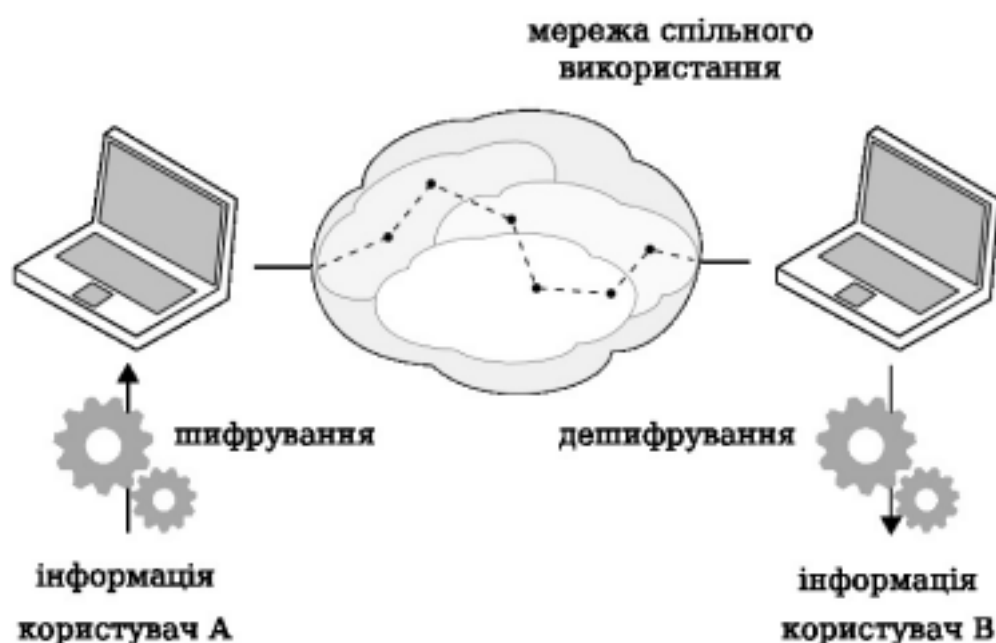 мережа спільного
використання
шифрування
дешифрування
інформація
користувач А
інформація
користувач В